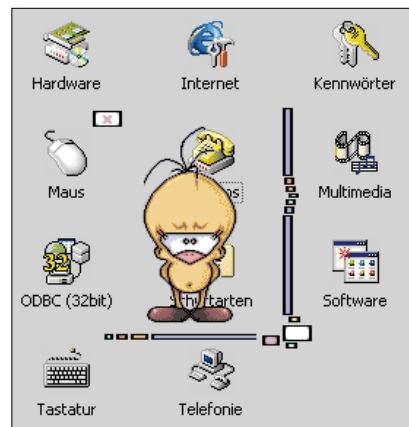 Hardware Internet Kennwörter
Maus Multimedia
ODBC (32bit) Software
Tastatur Telefonie